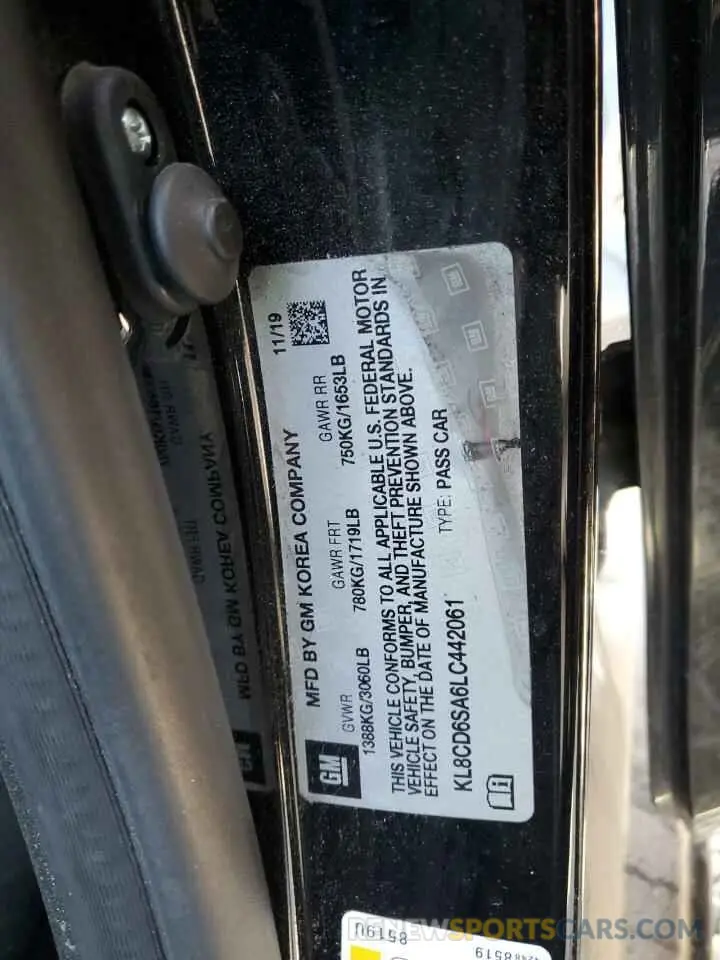 MFD BY GM KOREA COMPANY 11/19
GM
GVWR GAWR FRT GAWR RR
1388KG/3060LB 780KG/1719LB 750KG/1653LB
THIS VEHICLE CONFORMS TO ALL APPLICABLE U.S. FEDERAL MOTOR
VEHICLE SAFETY, BUMPER, AND THEFT PREVENTION STANDARDS IN
EFFECT ON THE DATE OF MANUFACTURE SHOWN ABOVE.
KL8CD6SA6LC442061 TYPE: PASS CAR
8519U
42488519
RENEWSPORTSCARS.COM